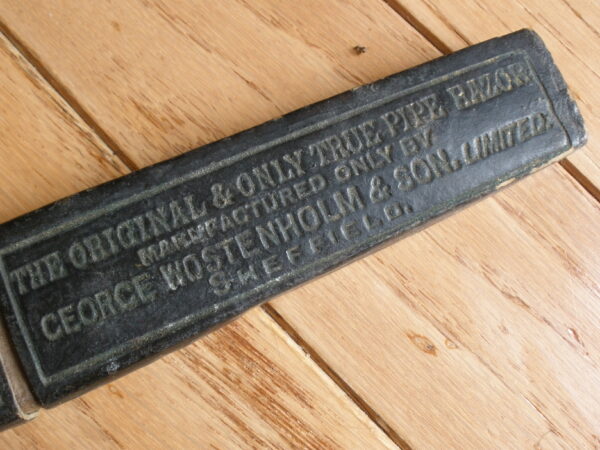 THE ORIGINAL & ONLY TRUE PIPE RAZOR
MANUFACTURED ONLY BY
GEORGE WOSTENHOLM & SON. LIMITED.
SHEFFIELD.